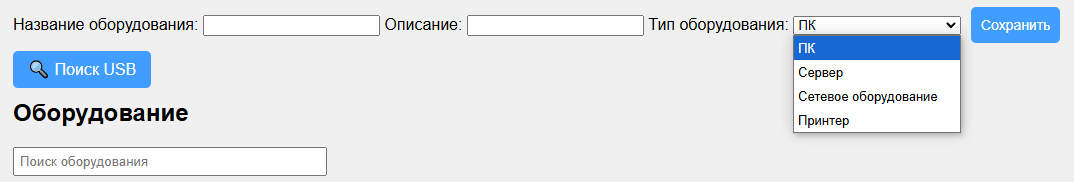 Название оборудования: Описание: Тип оборудования: ПК Сохранить
ПК
Поиск USB
Сервер
Сетевое оборудование
Оборудование
Принтер
Поиск оборудования